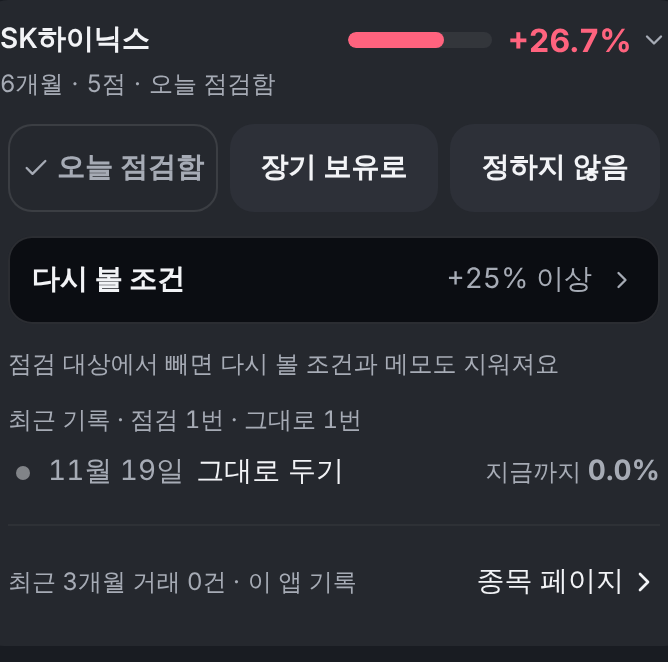 SK하이닉스 +26.7%
6개월 · 5점 · 오늘 점검함
오늘 점검함 장기 보유로 정하지 않음
다시 볼 조건 +25% 이상
점검 대상에서 빼면 다시 볼 조건과 메모도 지워져요
최근 기록 · 점검 1번 · 그대로 1번
11월 19일 그대로 두기 지금까지 0.0%
최근 3개월 거래 0건 · 이 앱 기록 종목 페이지